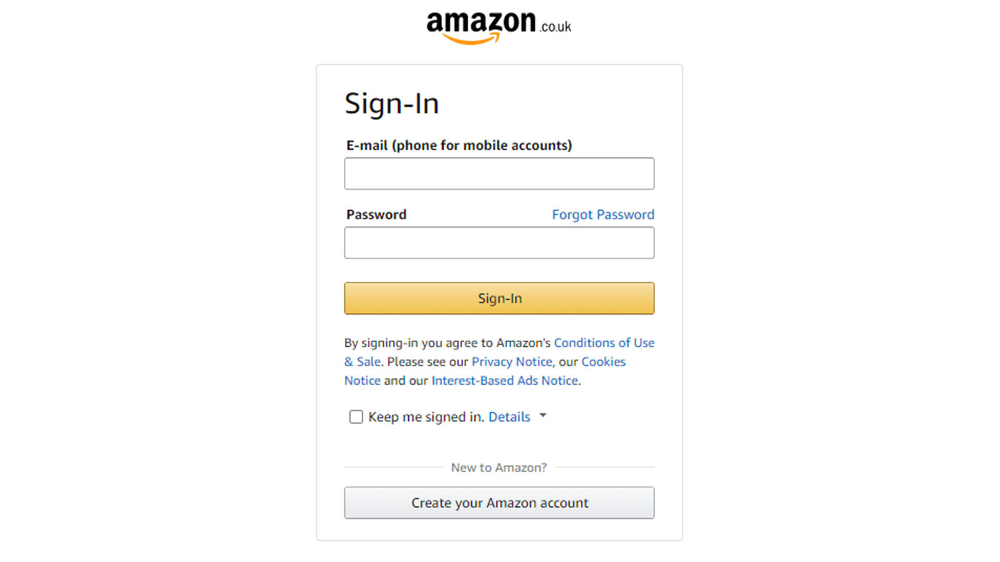 amazon.co.uk
Sign-In
E-mail (phone for mobile accounts)
Password Forgot Password
Sign-In
By signing-in you agree to Amazon's Conditions of Use
& Sale. Please see our Privacy Notice, our Cookies
Notice and our Interest-Based Ads Notice.
Keep me signed in. Details
New to Amazon?
Create your Amazon account